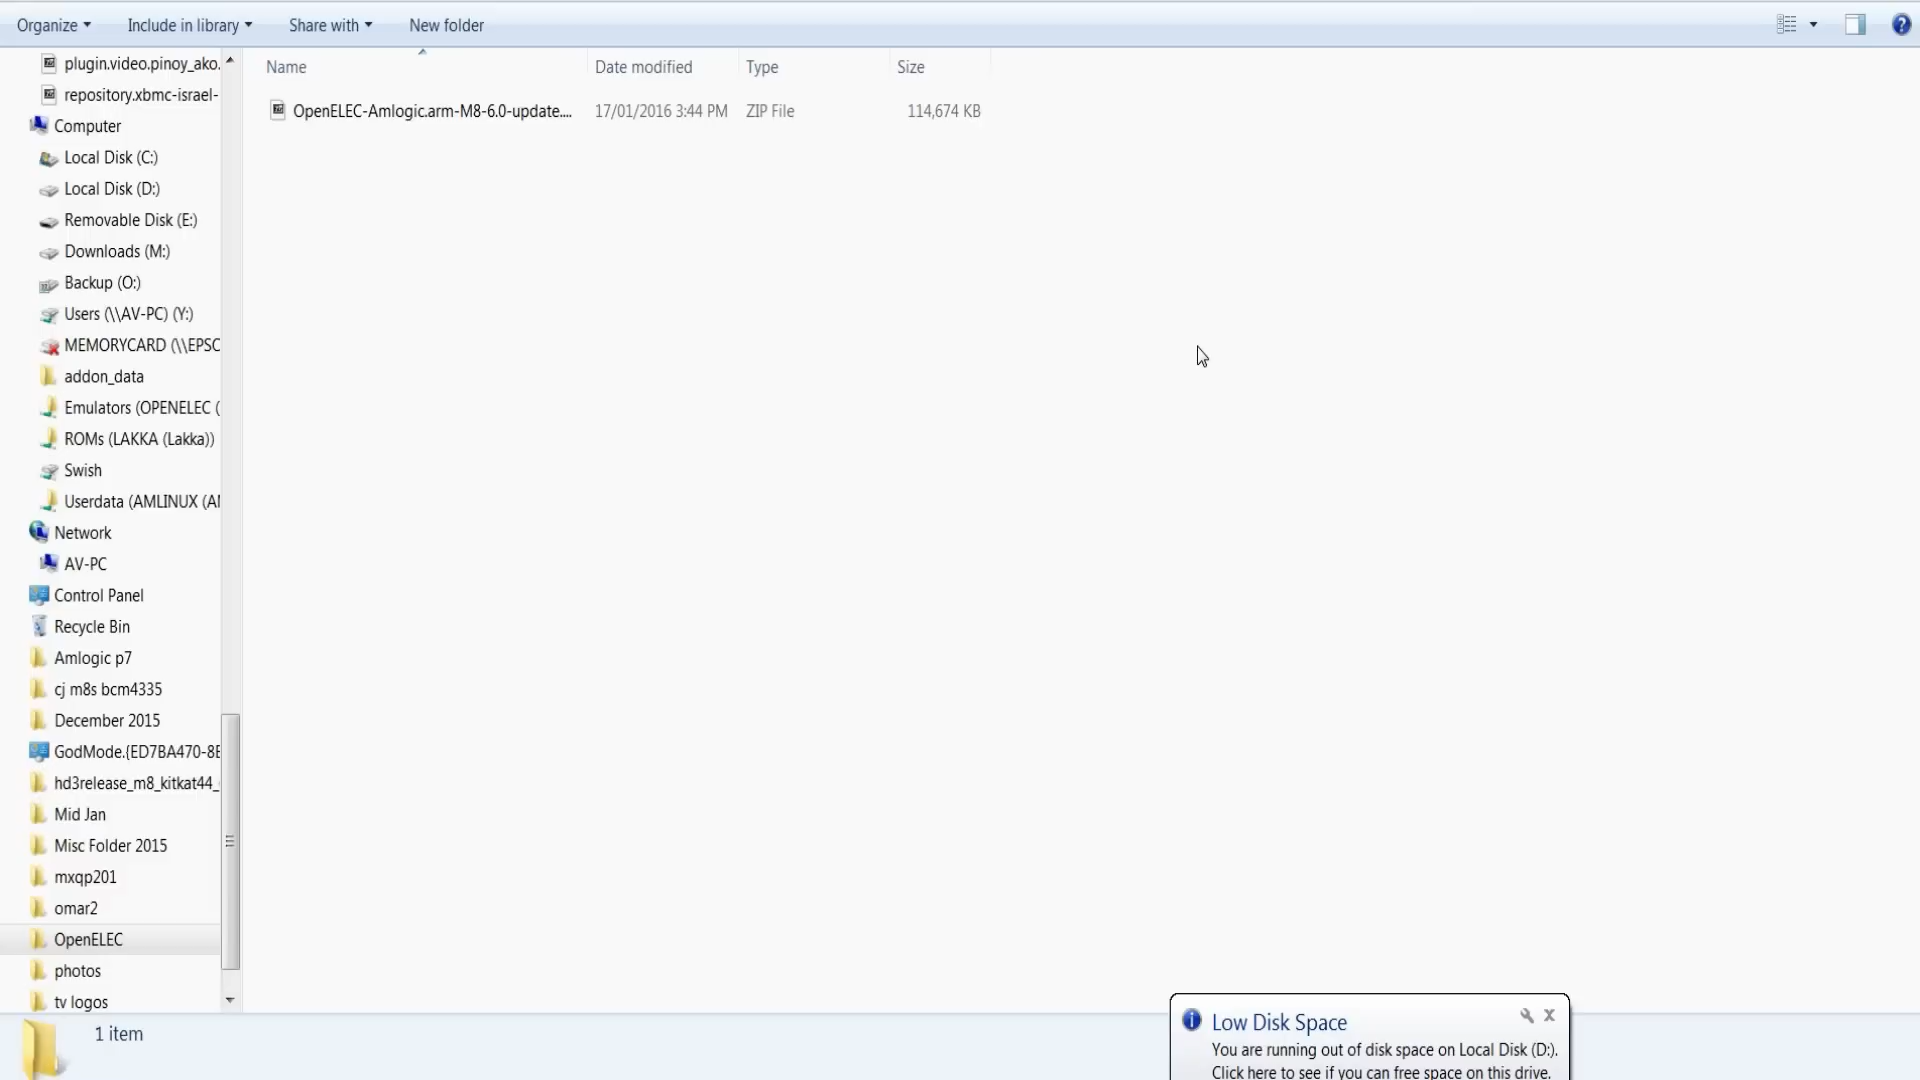 Organize Include in library Share with New folder
plugin.video.pinoy_ako.
repository.xbmc-israel-
Computer
Local Disk (C:)
Local Disk (D:)
Removable Disk (E:)
Downloads (M:)
Backup (O:)
Users (\\AV-PC) (Y:)
MEMORYCARD (\\EPSC
addon_data
Emulators (OPENELEC (
ROMs (LAKKA (Lakka))
Swish
Userdata (AMLINUX (Al
Network
AV-PC
Control Panel
Recycle Bin
Amlogic p7
cj m8s bcm4335
December 2015
GodMode.{ED7BA470-8E
hd3release_m8_kitkat44_
Mid Jan
Misc Folder 2015
mxqp201
omar2
OpenELEC
photos
tv logos
Name Date modified Type Size
OpenELEC-Amlogic.arm-M8-6.0-update.... 17/01/2016 3:44 PM ZIP File 114,674 KB
1 item
Low Disk Space
You are running out of disk space on Local Disk (D:).
Click here to see if you can free space on this drive.